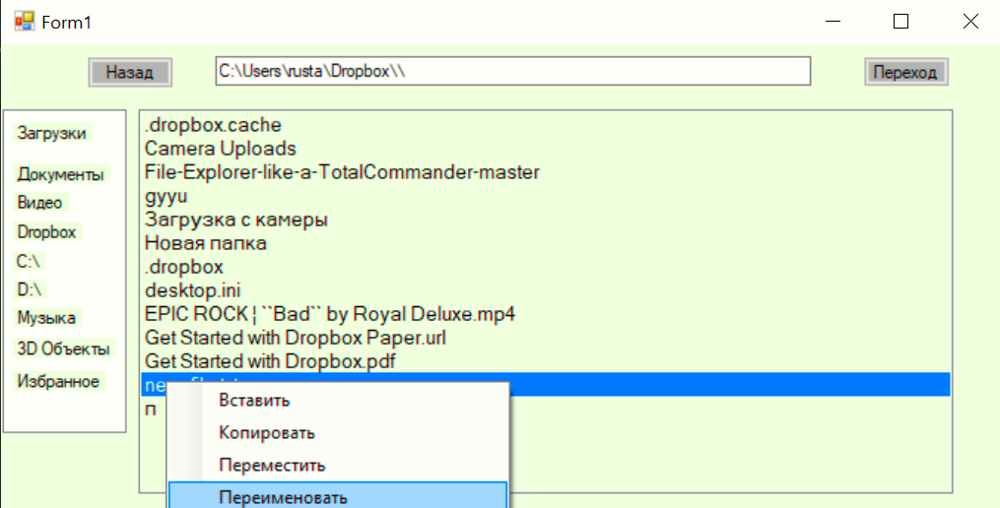 Form1
Назад
C:\Users\rusta\Dropbox\\
Переход
Загрузки
Документы
Видео
Dropbox
C:\
D:\
Музыка
3D Объекты
Избранное
.dropbox.cache
Camera Uploads
File-Explorer-like-a-TotalCommander-master
gyyu
Загрузка с камеры
Новая папка
.dropbox
desktop.ini
EPIC ROCK ¦ ``Bad`` by Royal Deluxe.mp4
Get Started with Dropbox Paper.url
Get Started with Dropbox.pdf
п
Вставить
Копировать
Переместить
Переименовать